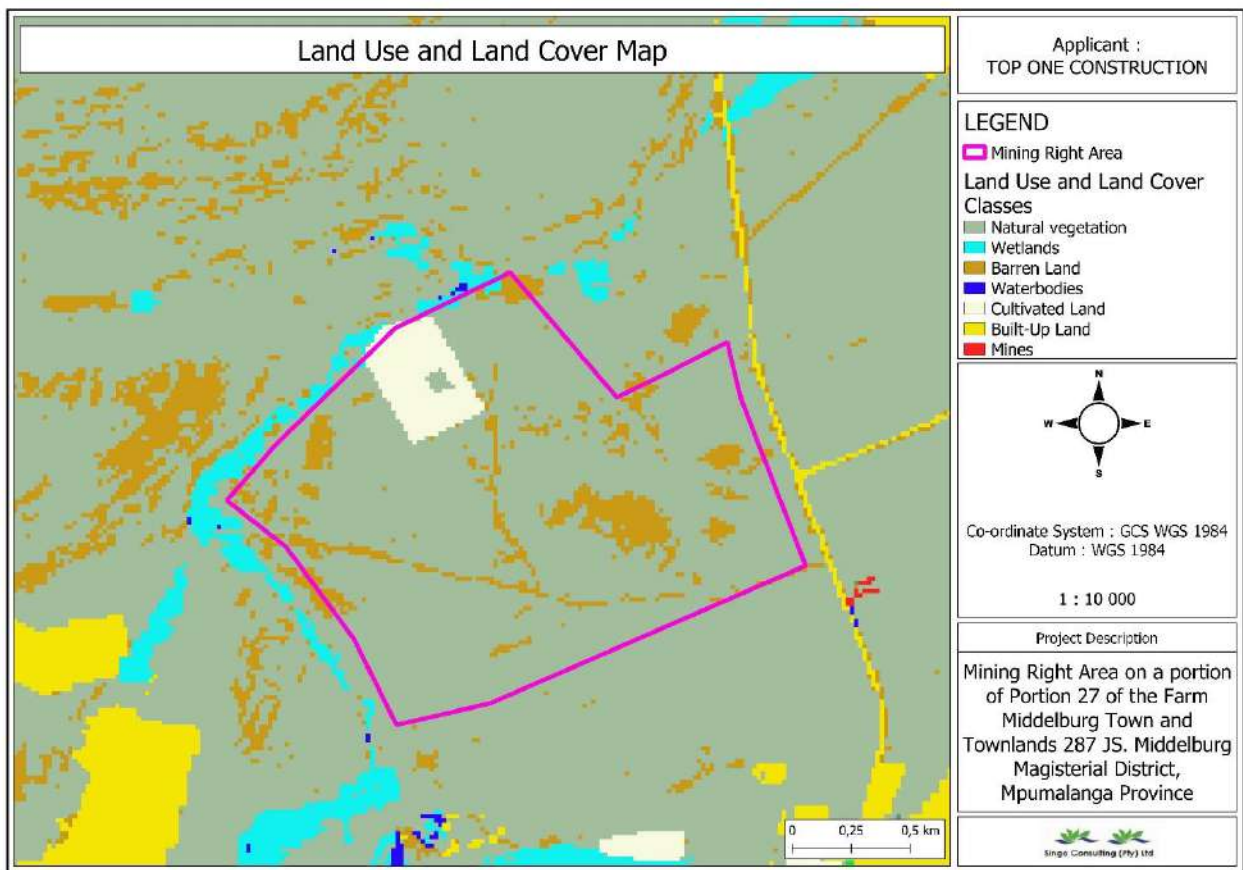 Land Use and Land Cover Map
Applicant :
TOP ONE CONSTRUCTION
LEGEND
Mining Right Area
Land Use and Land Cover
Classes
Natural vegetation
Wetlands
Barren Land
Waterbodies
Cultivated Land
Built-Up Land
Mines
N
W
E
S
Co-ordinate System : GCS WGS 1984
Datum : WGS 1984
1 : 10 000
Project Description
Mining Right Area on a portion
of Portion 27 of the Farm
Middelburg Town and
Townlands 287 JS. Middelburg
Magisterial District,
Mpumalanga Province
0 0,25 0,5 km
Singo Consulting (Pty) Ltd